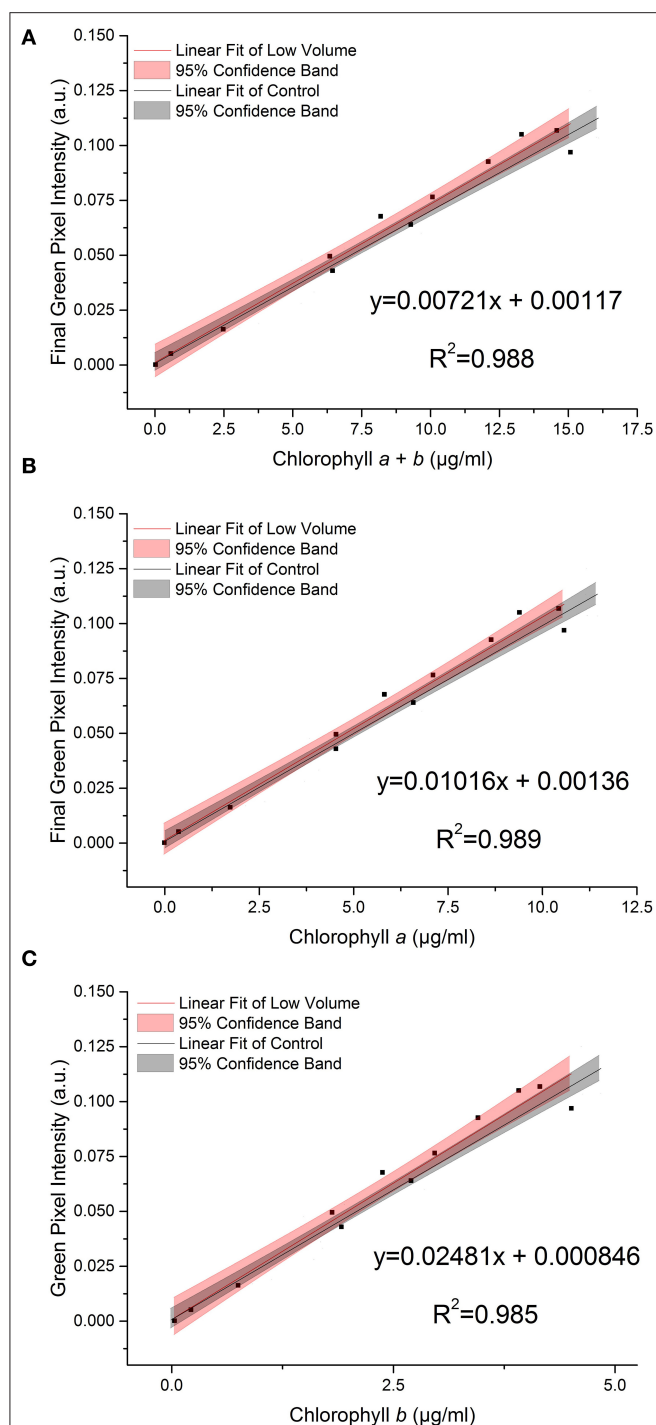 A
Linear Fit of Low Volume
95% Confidence Band
Linear Fit of Control
95% Confidence Band
0.150
0.125
0.100
0.075
0.050
0.025
0.000
Final Green Pixel Intensity (a.u.)
y=0.00721x + 0.00117
R²=0.988
0.0 2.5 5.0 7.5 10.0 12.5 15.0 17.5
Chlorophyll a + b (µg/ml)
B
Linear Fit of Low Volume
95% Confidence Band
Linear Fit of Control
95% Confidence Band
0.150
0.125
0.100
0.075
0.050
0.025
0.000
Final Green Pixel Intensity (a.u.)
y=0.01016x + 0.00136
R²=0.989
0.0 2.5 5.0 7.5 10.0 12.5
Chlorophyll a (µg/ml)
C
Linear Fit of Low Volume
95% Confidence Band
Linear Fit of Control
95% Confidence Band
0.150
0.125
0.100
0.075
0.050
0.025
0.000
Green Pixel Intensity (a.u.)
y=0.02481x + 0.000846
R²=0.985
0.0 2.5 5.0
Chlorophyll b (µg/ml)